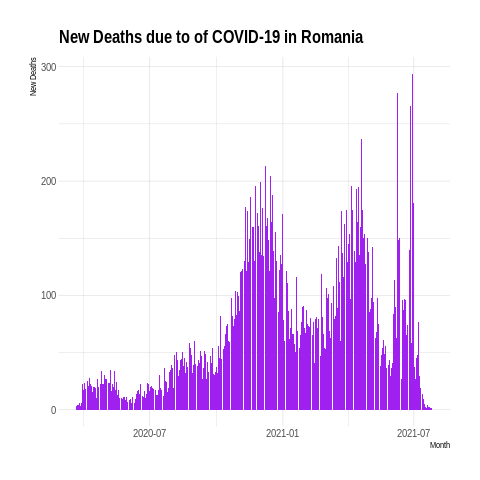 New Deaths due to of COVID-19 in Romania
New Deaths
300
200
100
0
2020-07
2021-01
2021-07
Month